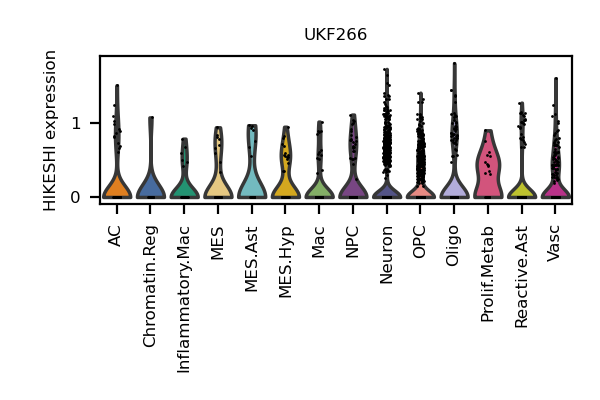 UKF266
HIKESHI expression
1
0
AC
Chromatin.Reg
Inflammatory.Mac
MES
MES.Ast
MES.Hyp
Mac
NPC
Neuron
OPC
Oligo
Prolif.Metab
Reactive.Ast
Vasc